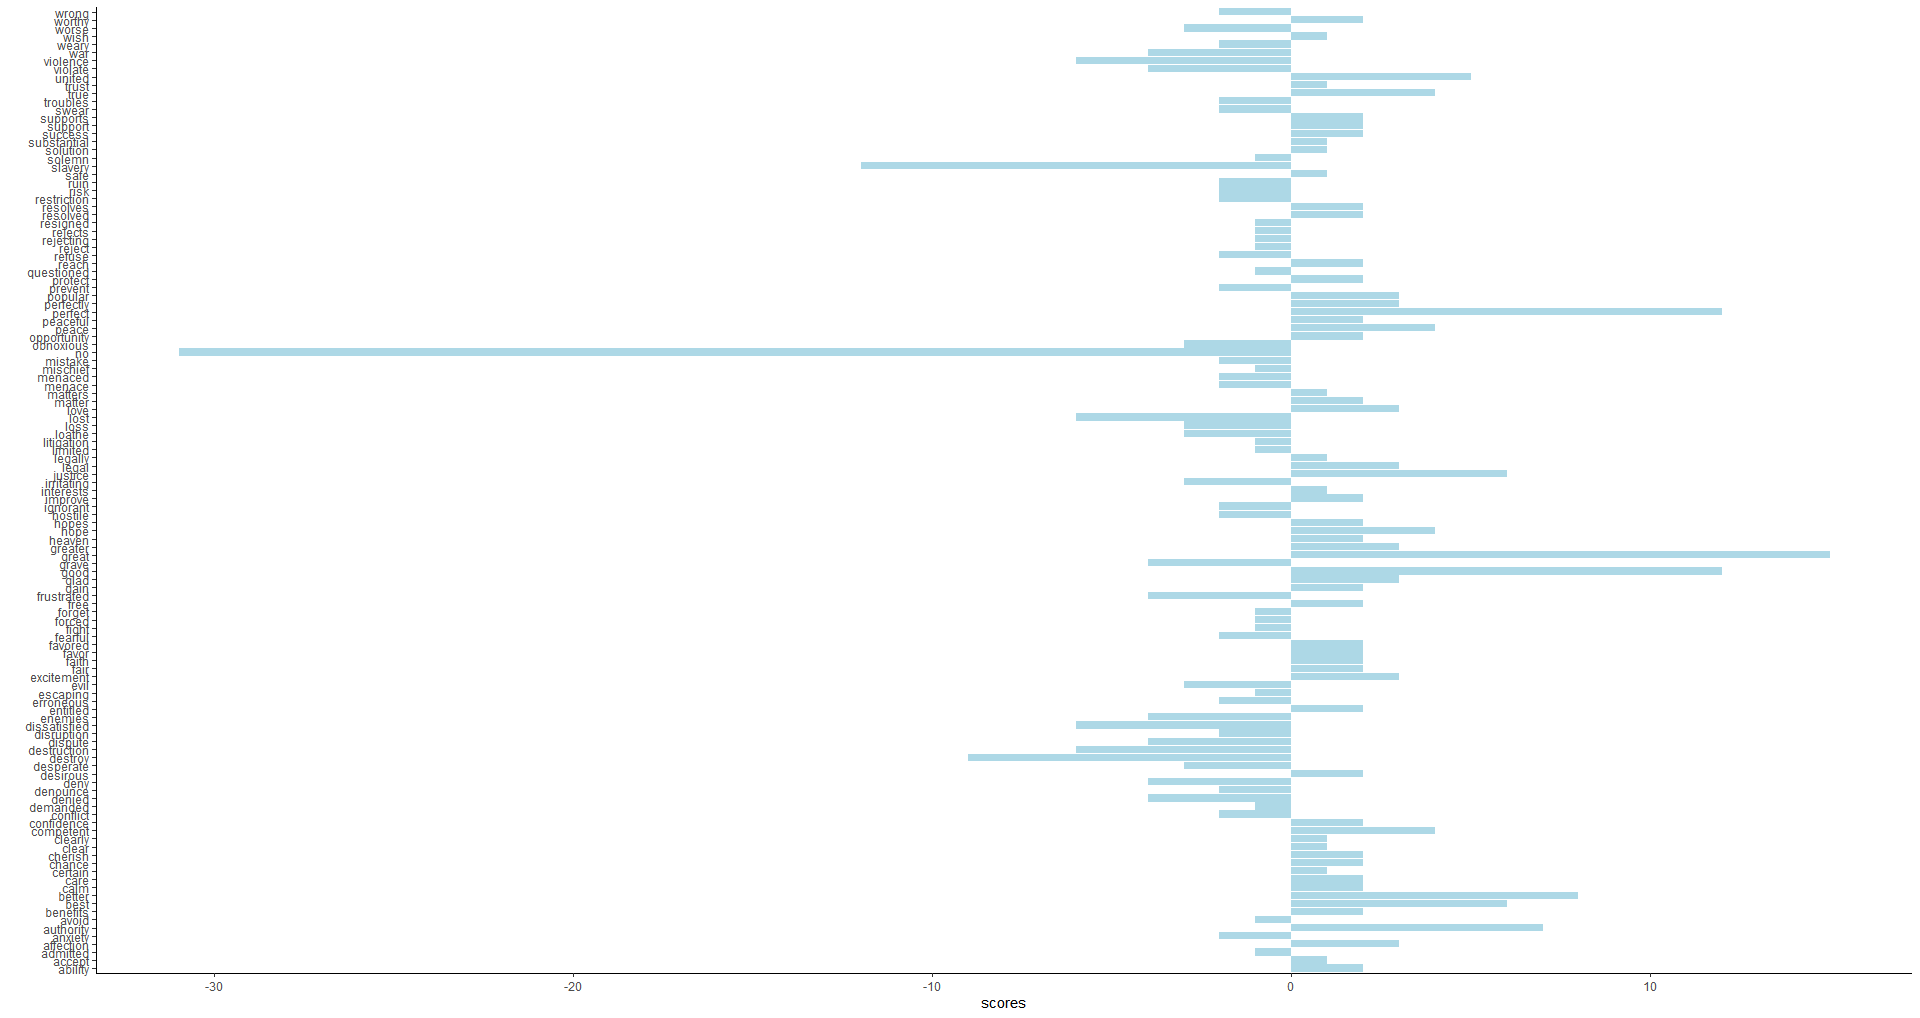 wrong
worthy
worse
wish
weary
war
violence
violate
united
trust
true
troubles
swear
supports
support
success
substantial
solution
solemn
slavery
safe
ruin
risk
restriction
resolves
resolved
resigned
rejects
rejecting
reject
refuse
reach
questioned
protect
prevent
popular
perfectly
perfect
peaceful
peace
opportunity
obnoxious
no
mistake
mischief
menaced
menace
matters
matter
love
lost
loss
loathe
litigation
limited
legally
legal
justice
irritating
interests
improve
ignorant
hostile
hopes
hope
heaven
greater
great
grave
good
glad
gain
frustrated
free
forget
forced
fight
fearful
favored
favor
faith
fair
excitement
evil
escaping
erroneous
entitled
enemies
dissatisfied
disruption
dispute
destruction
destroy
desperate
desirous
deny
denounce
denied
demanded
conflict
confidence
competent
clearly
clear
cherish
chance
certain
care
calm
better
best
benefits
avoid
authority
anxiety
affection
admitted
accept
ability
-30 -20 -10 0 10
scores